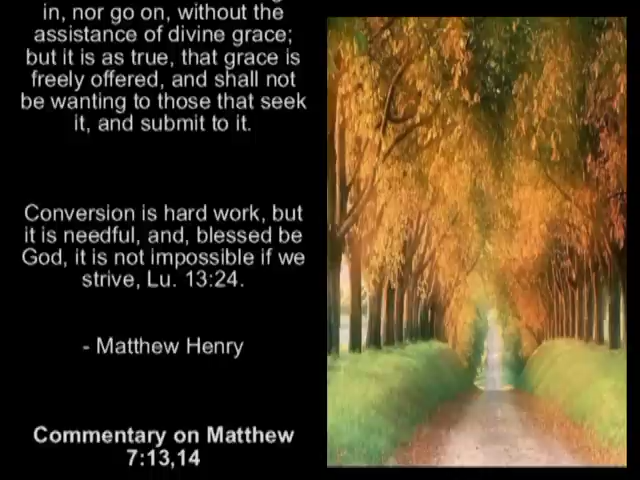 in, nor go on, without the
assistance of divine grace;
but it is as true, that grace is
freely offered, and shall not
be wanting to those that seek
it, and submit to it.
Conversion is hard work, but
it is needful, and, blessed be
God, it is not impossible if we
strive, Lu. 13:24.
- Matthew Henry
Commentary on Matthew
7:13,14